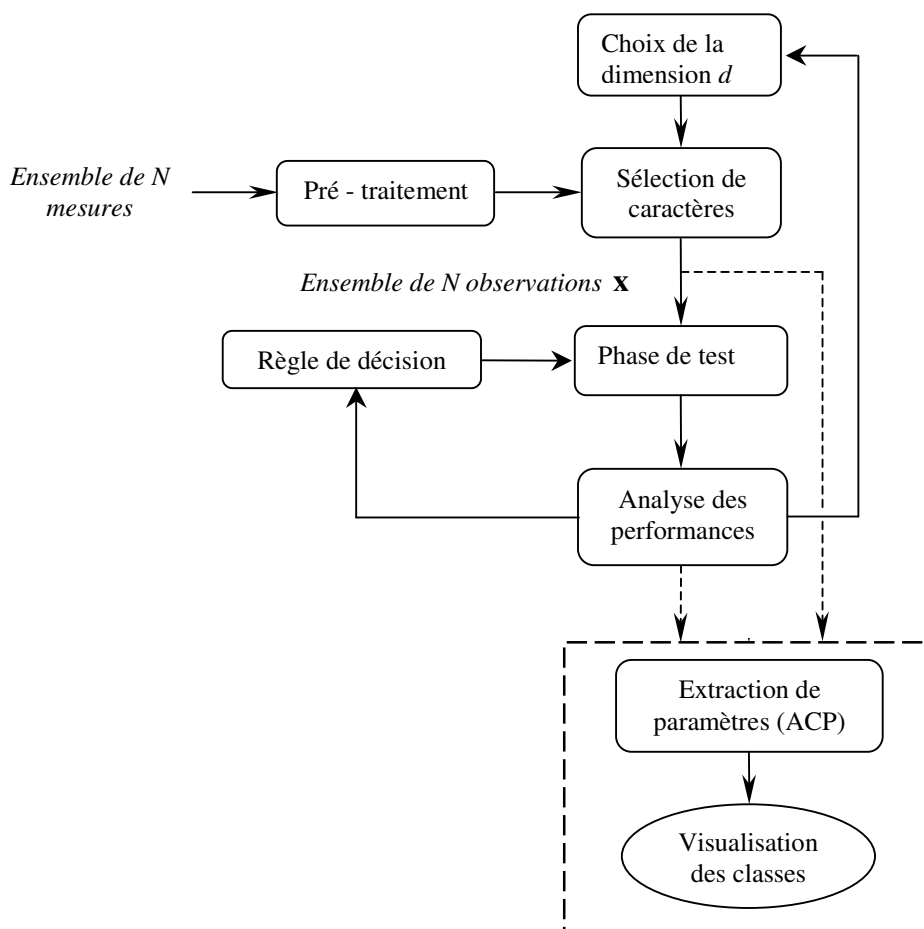 Choix de la
dimension d
Ensemble de N
mesures
Pré - traitement
Sélection de
caractères
Ensemble de N observations x
Règle de décision
Phase de test
Analyse des
performances
Extraction de
paramètres (ACP)
Visualisation
des classes